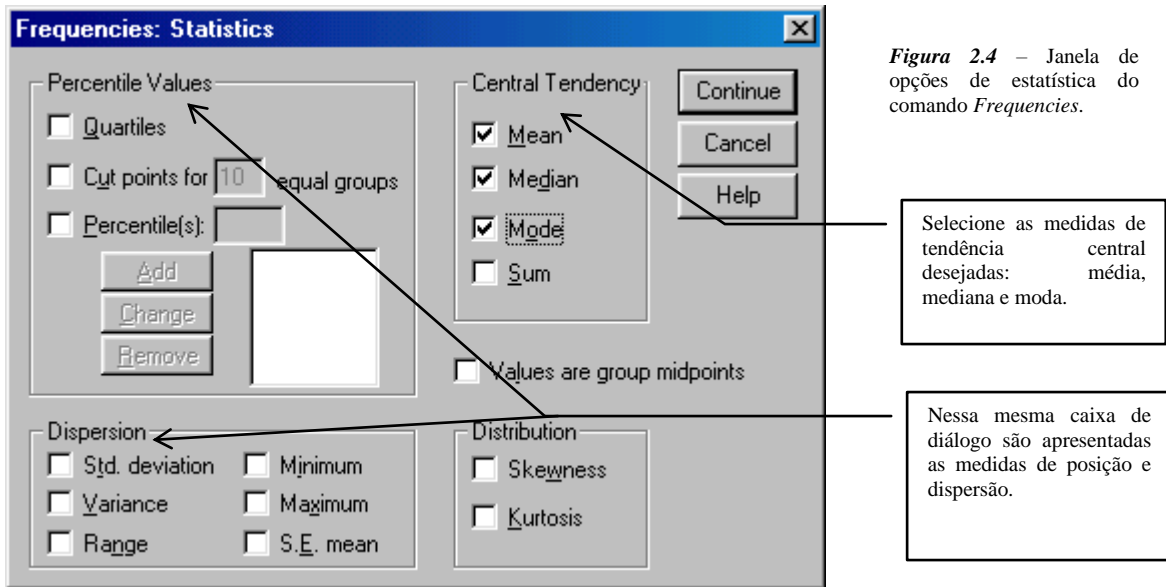 Frequencies: Statistics
Percentile Values
Quartiles
Cut points for 10 equal groups
Percentile(s):
Add
Change
Remove
Central Tendency
Mean
Median
Mode
Sum
Continue
Cancel
Help
Values are group midpoints
Dispersion
Std. deviation
Variance
Range
Minimum
Maximum
S.E. mean
Distribution
Skewness
Kurtosis
Figura 2.4 – Janela de
opções de estatística do
comando Frequencies.
Selecione as medidas de
tendência central
desejadas: média,
mediana e moda.
Nessa mesma caixa de
diálogo são apresentadas
as medidas de posição e
dispersão.